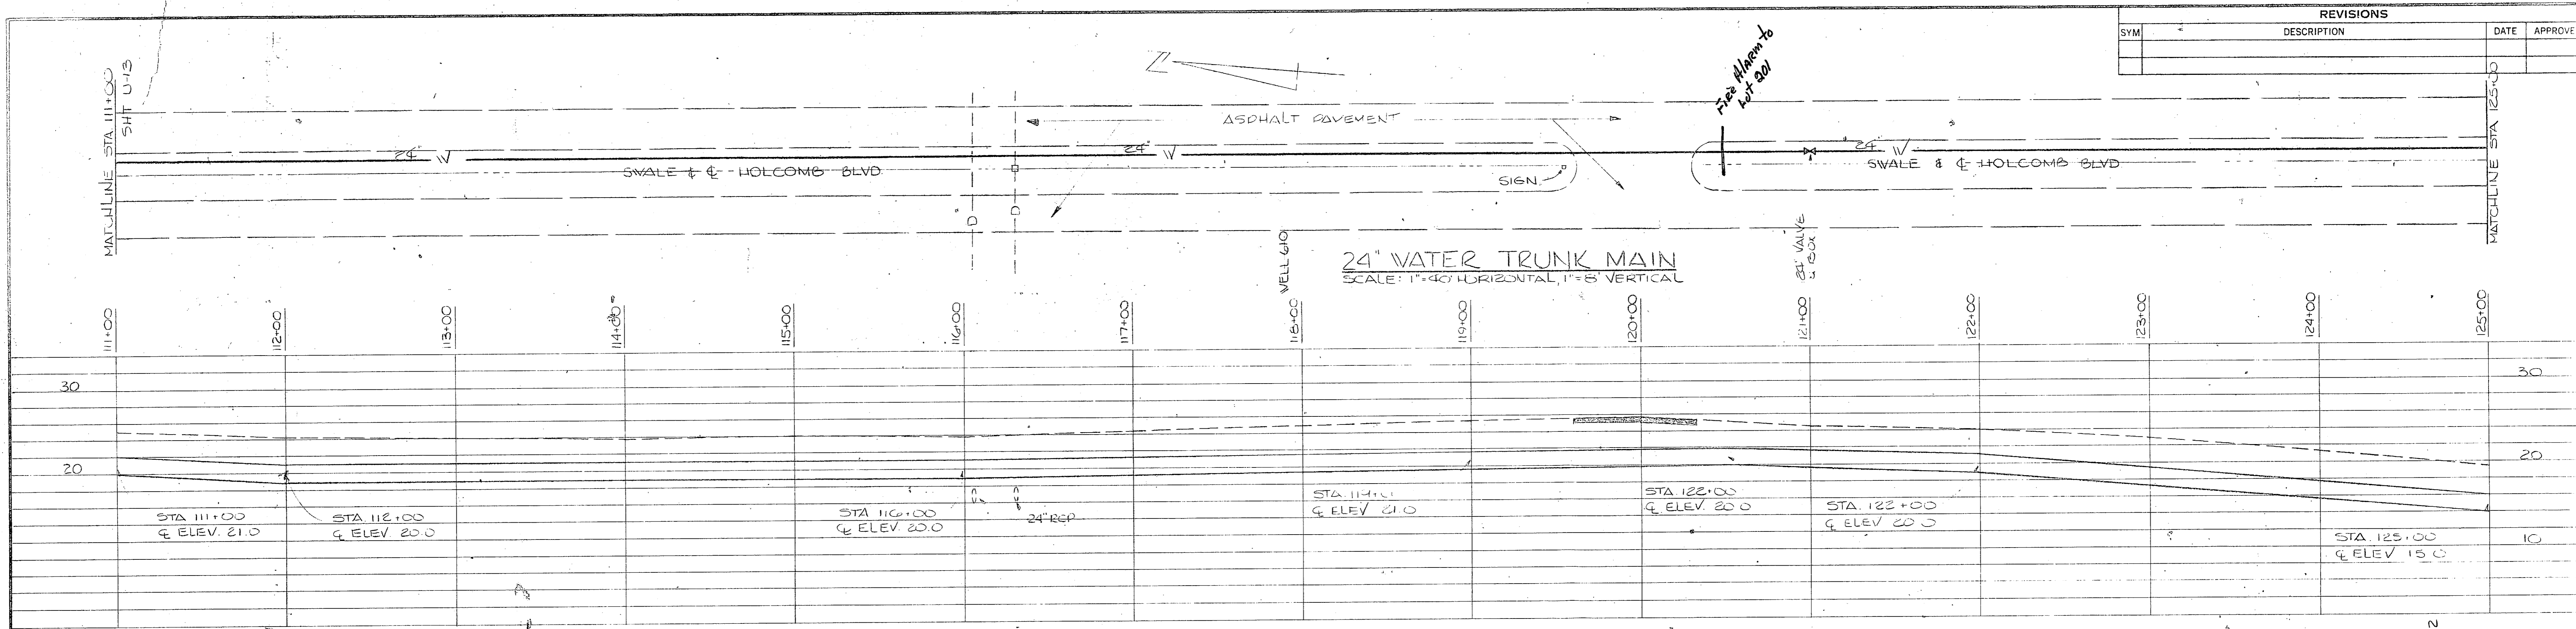 REVISIONS
SYM
DESCRIPTION
DATE
APPROVE
MATCHLINE STA 111+00
SHT U-13
Fire Alarm to
Lot 201
MATCHLINE STA 125+00
ASPHALT PAVEMENT
24" W
24" W
24" W
SWALE & ℄ HOLCOMB BLVD
SIGN
SWALE & ℄ HOLCOMB BLVD
D
D
WELL 610
24" WATER TRUNK MAIN
SCALE: 1"=40' HORIZONTAL, 1"=8' VERTICAL
24" VALVE
& BOX
111+00
112+00
113+00
114+00
115+00
116+00
117+00
118+00
119+00
120+00
121+00
122+00
123+00
124+00
125+00
30
30
20
20
STA 111+00
℄ ELEV. 21.0
STA. 112+00
℄ ELEV. 20.0
STA 116+00
℄ ELEV. 20.0
24" RCP
℄ ELEV 21.0
STA. 122+00
℄ ELEV. 20.0
STA. 122+00
℄ ELEV 20.0
STA. 125+00
℄ ELEV 15.0
10